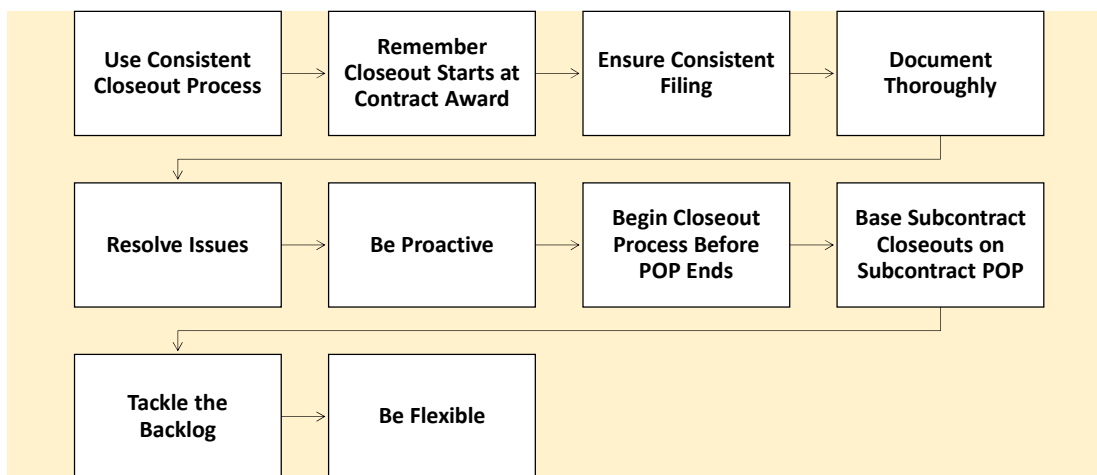 Use Consistent
Closeout Process
Remember
Closeout Starts at
Contract Award
Ensure Consistent
Filing
Document
Thoroughly
Resolve Issues
Be Proactive
Begin Closeout
Process Before
POP Ends
Base Subcontract
Closeouts on
Subcontract POP
Tackle the
Backlog
Be Flexible